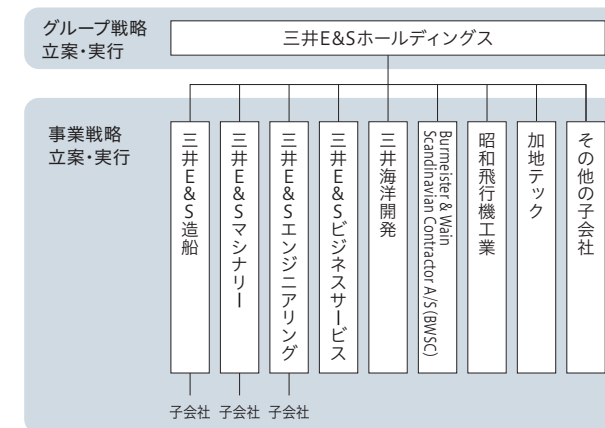 グループ戦略
立案・実行
三井E&Sホールディングス
事業戦略
立案・実行
三井E&S造船
三井E&Sマシナリー
三井E&Sエンジニアリング
三井E&Sビジネスサービス
三井海洋開発
Burmeister & Wain
Scandinavian Contractor A/S (BWSC)
昭和飛行機工業
加地テック
その他の子会社
子会社
子会社
子会社